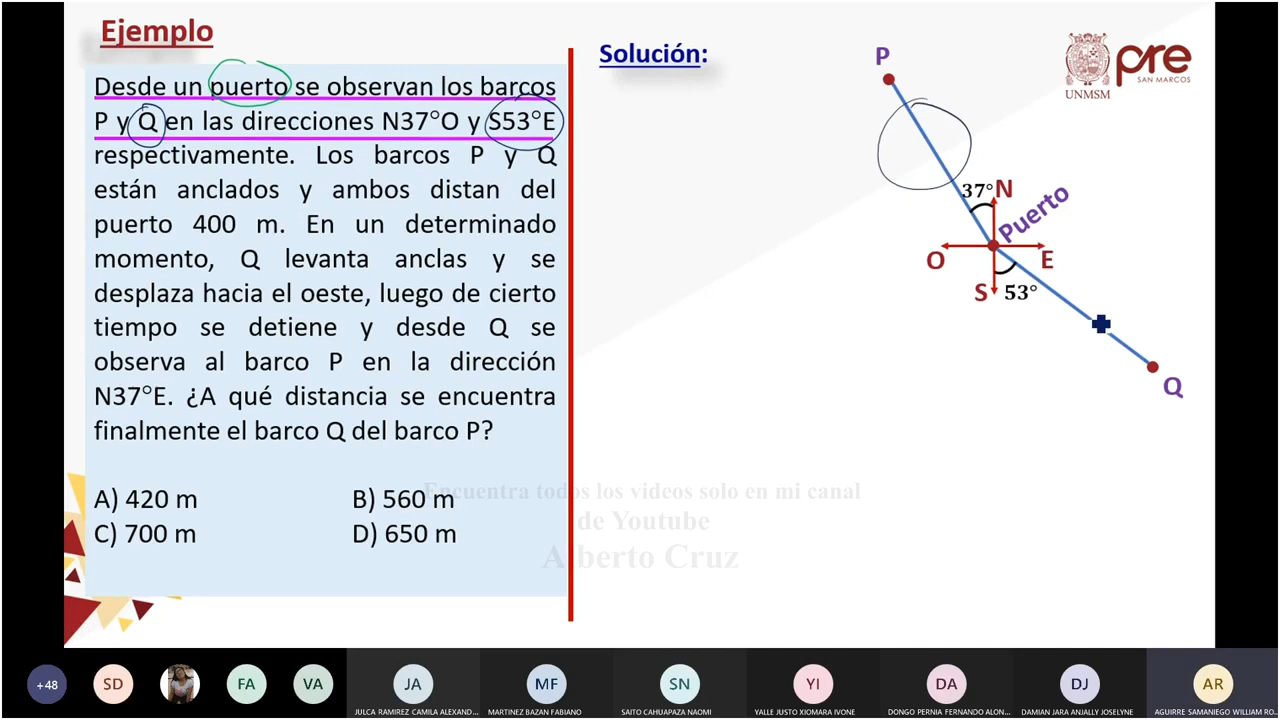 Ejemplo
Desde un puerto se observan los barcos
P y Q en las direcciones N37°O y S53°E
respectivamente. Los barcos P y Q
están anclados y ambos distan del
puerto 400 m. En un determinado
momento, Q levanta anclas y se
desplaza hacia el oeste, luego de cierto
tiempo se detiene y desde Q se
observa al barco P en la dirección
N37°E. ¿A qué distancia se encuentra
finalmente el barco Q del barco P?
A) 420 m
B) 560 m
C) 700 m
D) 650 m
Solución:
P
37°
N
Puerto
O
E
S
53°
Q
UNMSM
pre
SAN MARCOS
Encuentra todos los videos solo en mi canal
de Youtube
Alberto Cruz
+48
SD
FA
VA
JA
JULCA RAMIREZ CAMILA ALEXAND...
MF
MARTINEZ BAZAN FABIANO
SN
SAITO CAHUAPAZA NAOMI
YI
YALLE JUSTO XIOMARA IVONE
DA
DONGO PERNIA FERNANDO ALON...
DJ
DAMIAN JARA ANJALLY JOSELYNE
AR
AGUIRRE SAMANEGO WILLIAM RO...